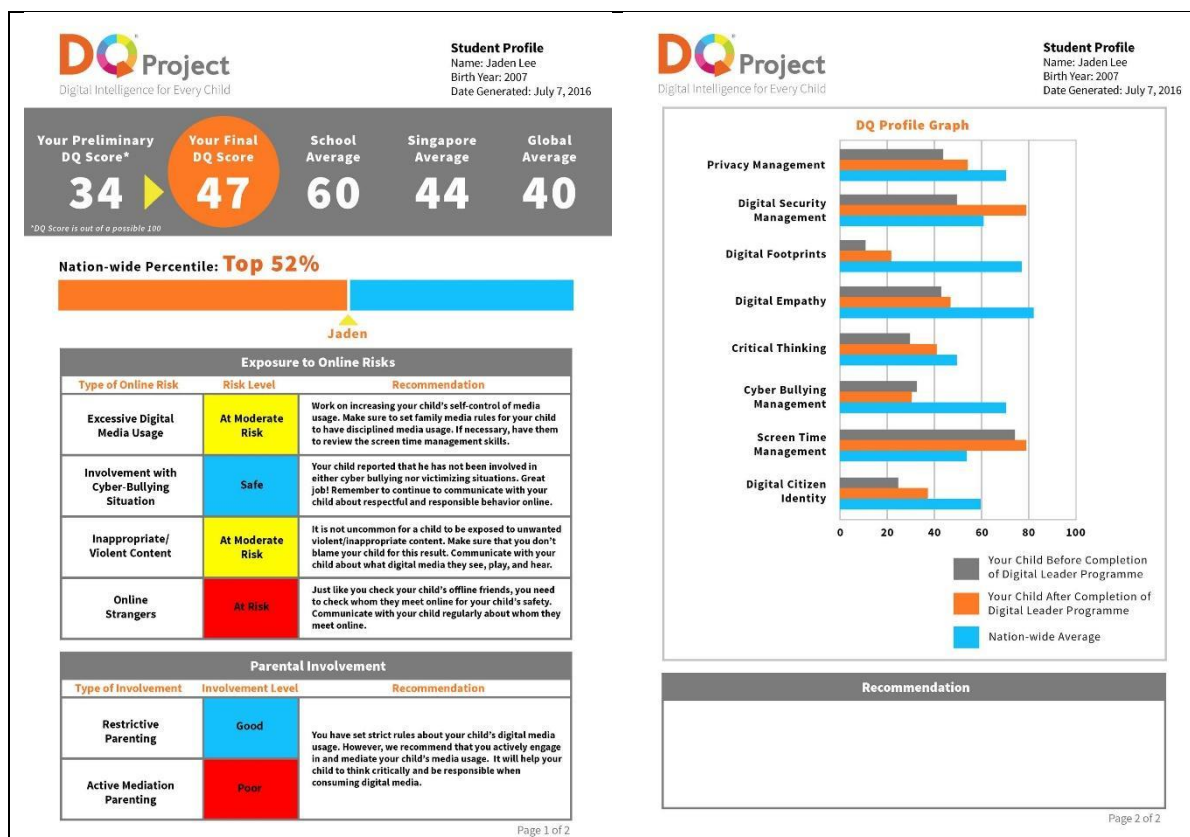 DQ Project
Digital Intelligence for Every Child
Student Profile
Name: Jaden Lee
Birth Year: 2007
Date Generated: July 7, 2016
Your Preliminary
DQ Score*
34
Your Final
DQ Score
47
School
Average
60
Singapore
Average
44
Global
Average
40
*DQ Score is out of a possible 100
Nation-wide Percentile: Top 52%
Jaden
Exposure to Online Risks
Type of Online Risk
Risk Level
Recommendation
Excessive Digital
Media Usage
At Moderate
Risk
Work on increasing your child's self-control of media
usage. Make sure to set family media rules for your child
to have disciplined media usage. If necessary, have them
to review the screen time management skills.
Involvement with
Cyber-Bullying
Situation
Safe
Your child reported that he has not been involved in
either cyber bullying nor victimizing situations. Great
job! Remember to continue to communicate with your
child about respectful and responsible behavior online.
Inappropriate/
Violent Content
At Moderate
Risk
It is not uncommon for a child to be exposed to unwanted
violent/inappropriate content. Make sure that you don't
blame your child for this result. Communicate with your
child about what digital media they see, play, and hear.
Online
Strangers
At Risk
Just like you check your child's offline friends, you need
to check whom they meet online for your child's safety.
Communicate with your child regularly about whom they
meet online.
Parental Involvement
Type of Involvement
Involvement Level
Recommendation
Restrictive
Parenting
Good
Active Mediation
Parenting
Poor
You have set strict rules about your child's digital media
usage. However, we recommend that you actively engage
in and mediate your child's media usage. It will help your
child to think critically and be responsible when
consuming digital media.
Page 1 of 2
DQ Project
Digital Intelligence for Every Child
Student Profile
Name: Jaden Lee
Birth Year: 2007
Date Generated: July 7, 2016
DQ Profile Graph
Privacy Management
Digital Security
Management
Digital Footprints
Digital Empathy
Critical Thinking
Cyber Bullying
Management
Screen Time
Management
Digital Citizen
Identity
0 20 40 60 80 100
Your Child Before Completion
of Digital Leader Programme
Your Child After Completion of
Digital Leader Programme
Nation-wide Average
Recommendation
Page 2 of 2